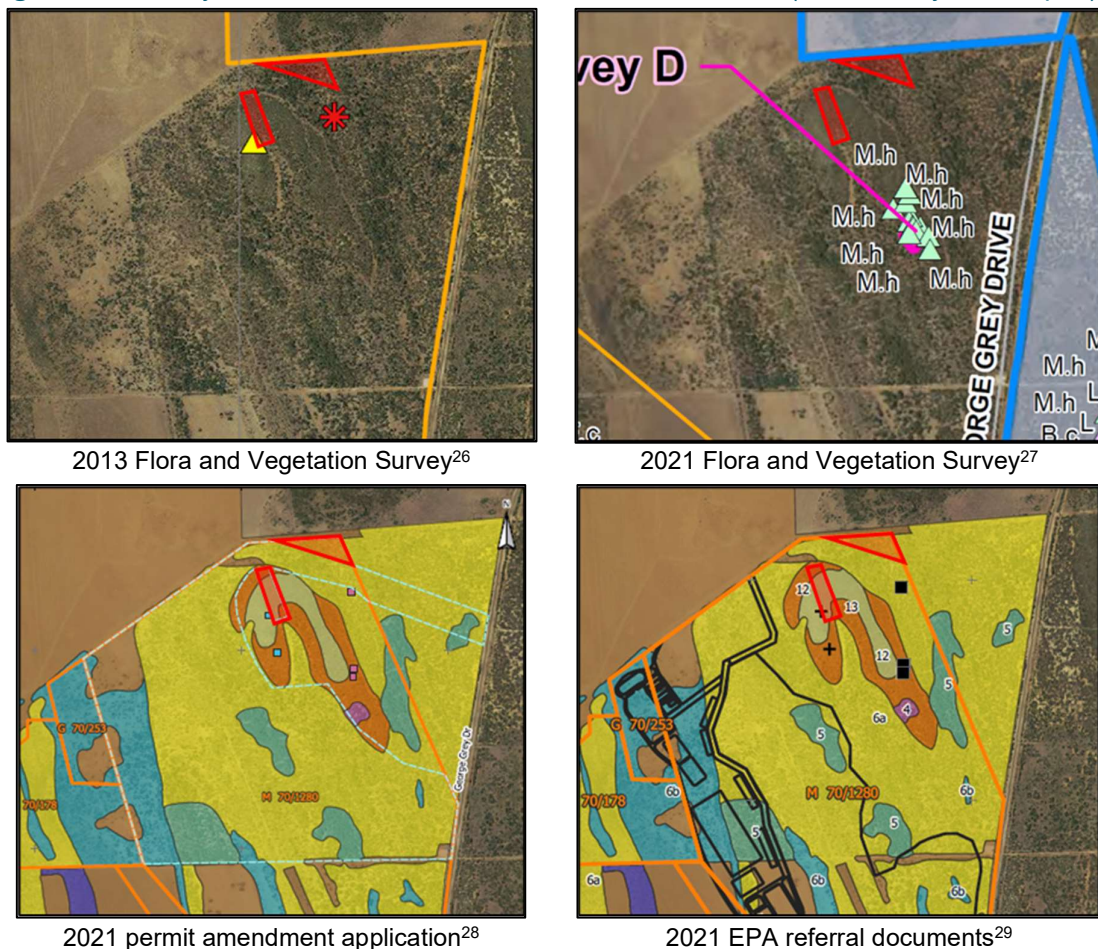 vey D
M.h
M.h
M.h
M.h
M.h
M.h
M.h
M.h
ORGE GREY DRIVE
M.h
M.h
L
B.c
L
.c
2013 Flora and Vegetation Survey26
2021 Flora and Vegetation Survey27
N
G 70/253
70/178
M 70/1280
George Grey Dr
12
13
12
5
5
4
6a
5
G 70/253
6b
M 70/1280
6b
70/178
5
5
6a
6b
6b
2021 permit amendment application28
2021 EPA referral documents29